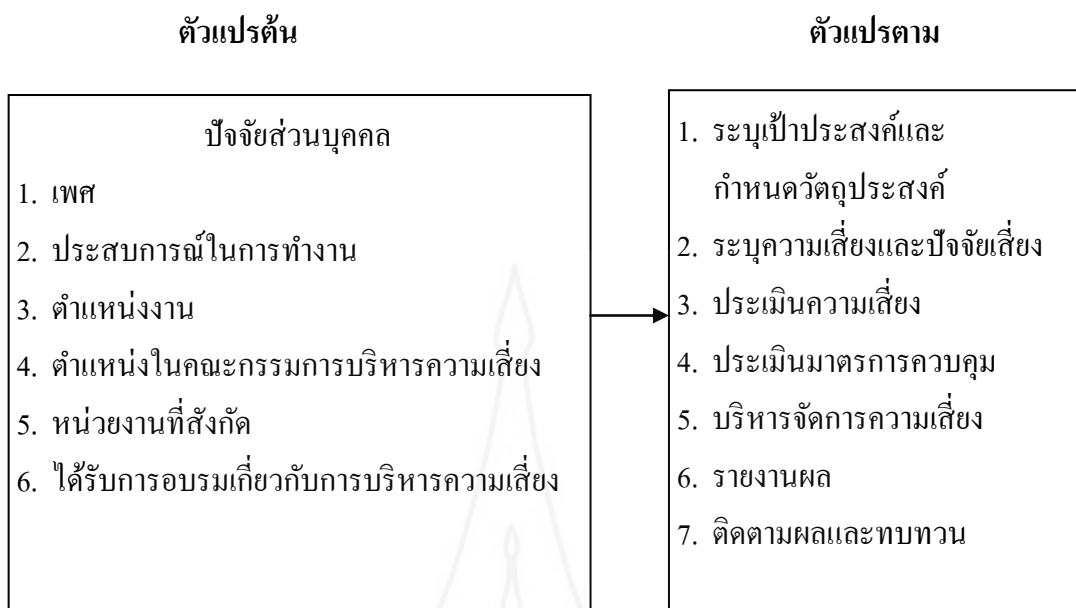 ตัวแปรต้น
ตัวแปรตาม
ปัจจัยส่วนบุคคล
1. เพศ
2. ประสบการณ์ในการทำงาน
3. ตำแหน่งงาน
4. ตำแหน่งในคณะกรรมการบริหารความเสี่ยง
5. หน่วยงานที่สังกัด
6. ได้รับการอบรมเกี่ยวกับการบริหารความเสี่ยง
1. ระบุเป้าประสงค์และ
กำหนดวัตถุประสงค์
2. ระบุความเสี่ยงและปัจจัยเสี่ยง
3. ประเมินความเสี่ยง
4. ประเมินมาตรการควบคุม
5. บริหารจัดการความเสี่ยง
6. รายงานผล
7. ติดตามผลและทบทวน